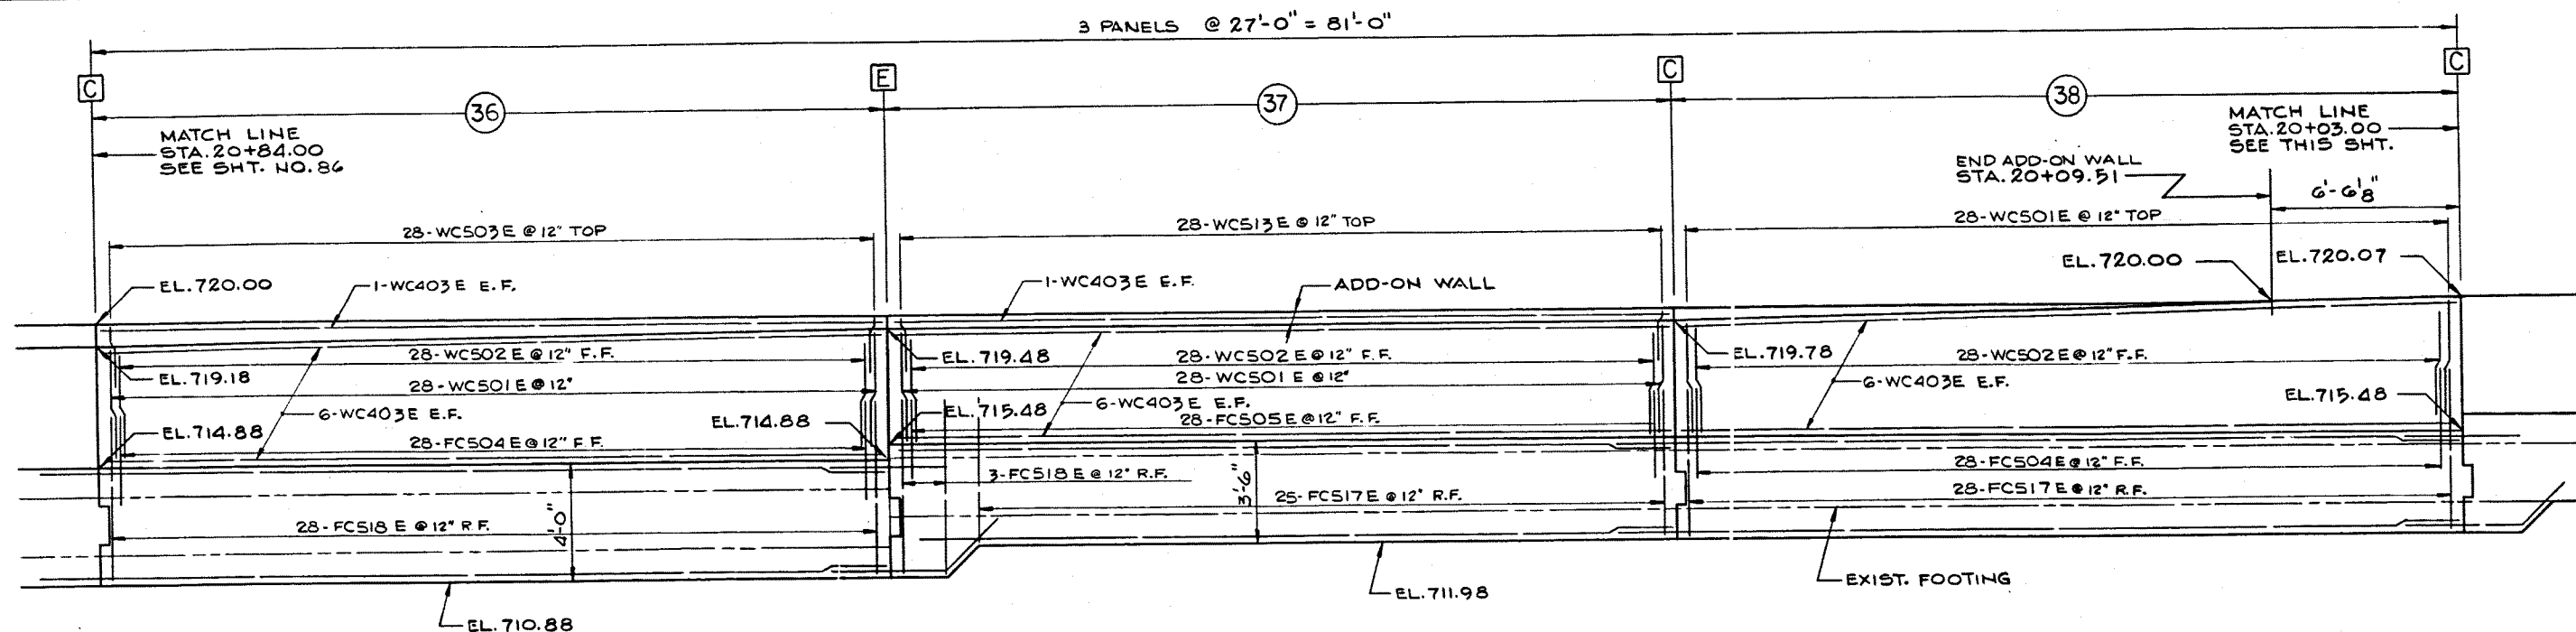 3 PANELS @ 27'-0" = 81'-0"
C
E
C
C
36
37
38
MATCH LINE
STA.20+84.00
SEE SHT. NO.86
MATCH LINE
STA.20+03.00
SEE THIS SHT.
END ADD-ON WALL
STA.20+09.51
6'-6⅛"
28-WC503E @ 12" TOP
28-WC513E @ 12" TOP
28-WC501E @ 12" TOP
EL.720.00
1-WC403E E.F.
1-WC403E E.F.
ADD-ON WALL
EL.720.00
EL.720.07
28-WC502E @ 12" F.F.
EL.719.48
28-WC502E @ 12" F.F.
EL.719.78
28-WC502E @ 12" F.F.
EL.719.18
28-WC501E @ 12"
28-WC501E @ 12"
6-WC403E E.F.
6-WC403E E.F.
6-WC403E E.F.
EL.715.48
EL.715.48
EL.714.88
EL.714.88
28-FC504E @ 12" F.F.
28-FC505E @ 12" F.F.
28-FC504E @ 12" F.F.
3-FC518E @ 12" R.F.
25-FC517E @ 12" R.F.
28-FC517E @ 12" R.F.
28-FC518E @ 12" R.F.
4'-0"
3'-6"
EXIST. FOOTING
EL.711.98
EL.710.88